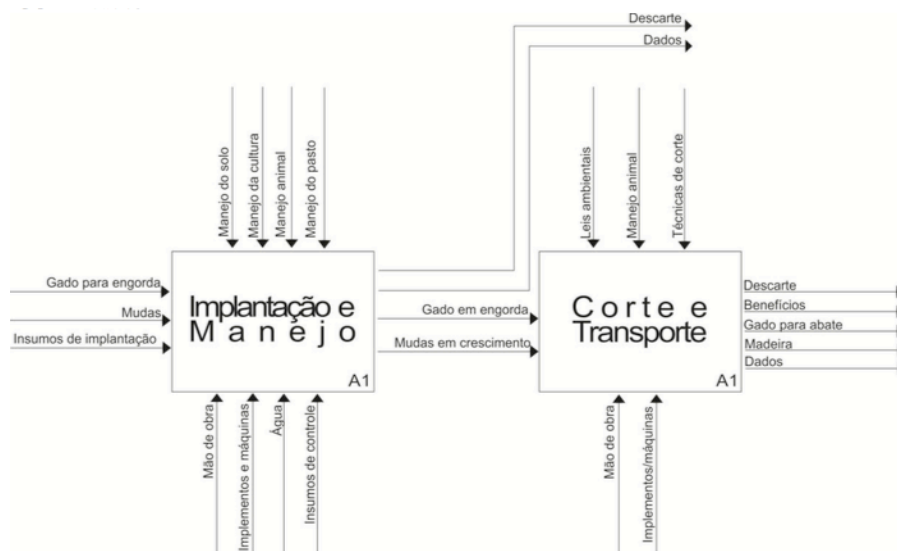 Descarte
Dados
Manejo do solo
Manejo da cultura
Manejo animal
Manejo do pasto
Leis ambientais
Manejo animal
Técnicas de corte
Gado para engorda
Mudas
Insumos de implantação
Implantação e
Manejo
A1
Gado em engorda
Mudas em crescimento
Corte e
Transporte
A1
Descarte
Benefícios
Gado para abate
Madeira
Dados
Mão de obra
Implementos e máquinas
Água
Insumos de controle
Mão de obra
Implementos/máquinas